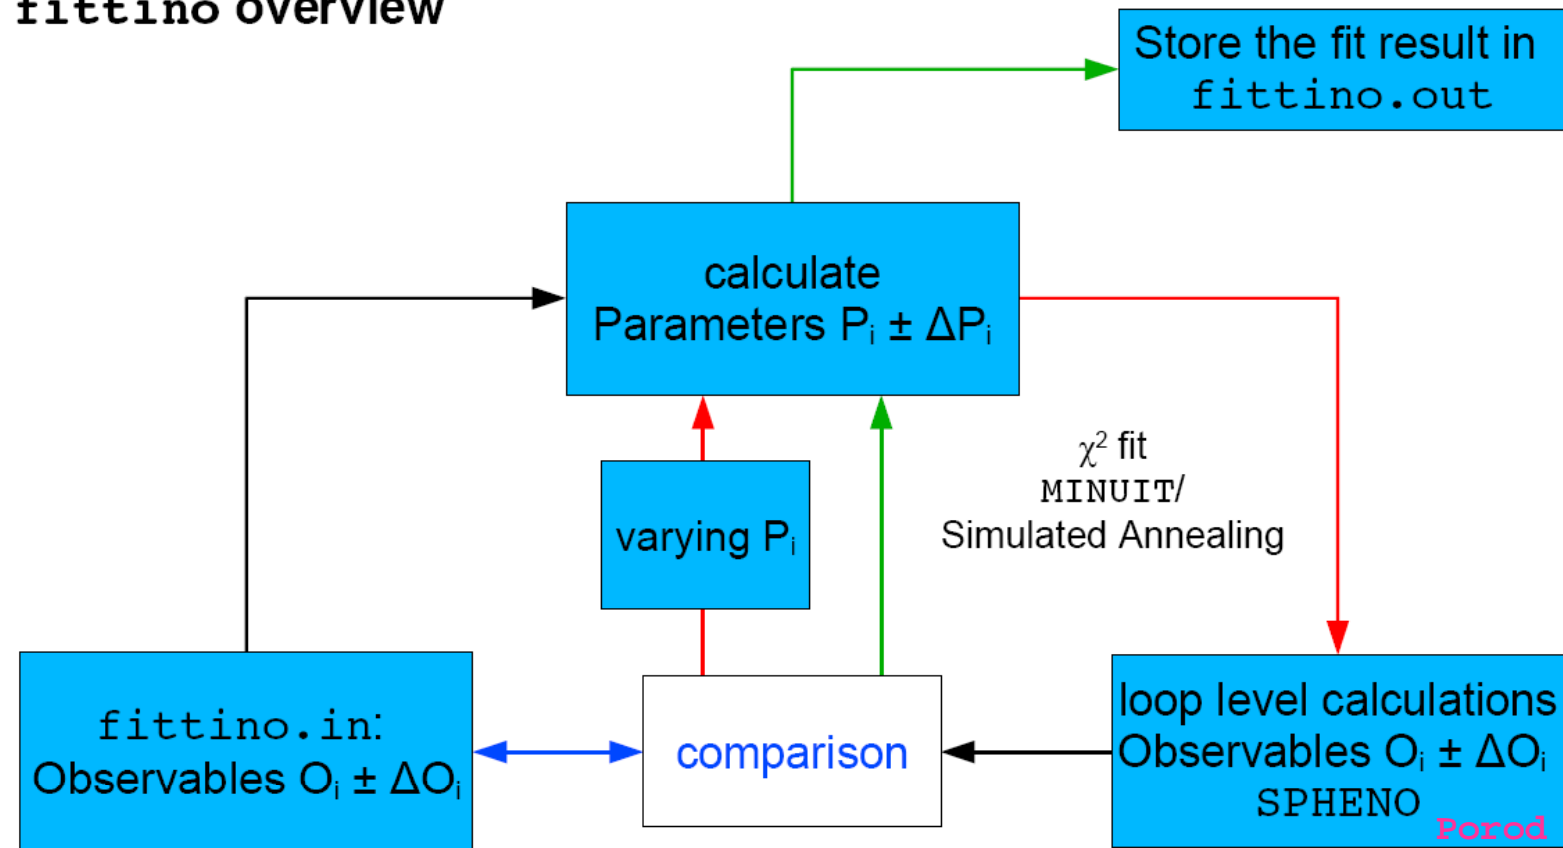 fittino overview
Store the fit result in
fittino.out
calculate
Parameters Pᵢ ± ΔPᵢ
χ² fit
MINUIT/
Simulated Annealing
varying Pᵢ
fittino.in:
Observables Oᵢ ± ΔOᵢ
comparison
loop level calculations
Observables Oᵢ ± ΔOᵢ
SPHENO
Porod